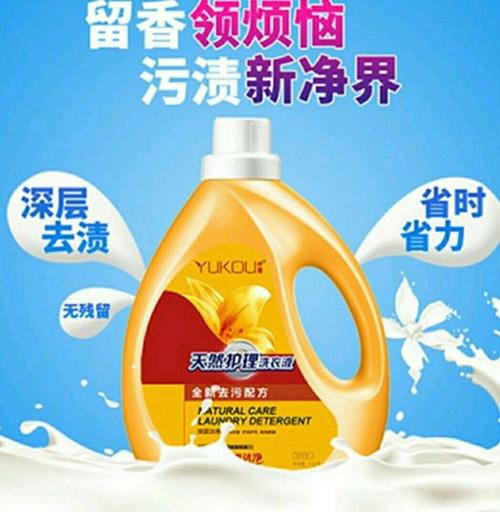 留香领烦恼
污渍新净界
深层
去渍
省时
省力
无残留
YUKOU
天然护理洗衣液
全新去污配方
NATURAL CARE
LAUNDRY DETERGENT